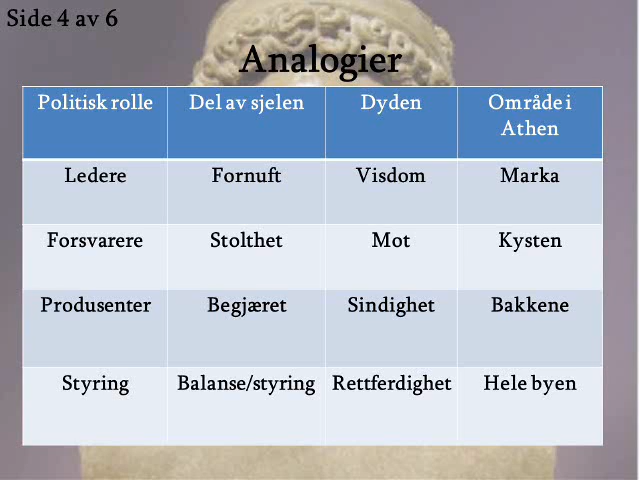 Side 4 av 6
Analogier
Politisk rolle Del av sjelen Dyden Område i
Athen
Ledere Fornuft Visdom Marka
Forsvarere Stolthet Mot Kysten
Produsenter Begjæret Sindighet Bakkene
Styring Balanse/styring Rettferdighet Hele byen